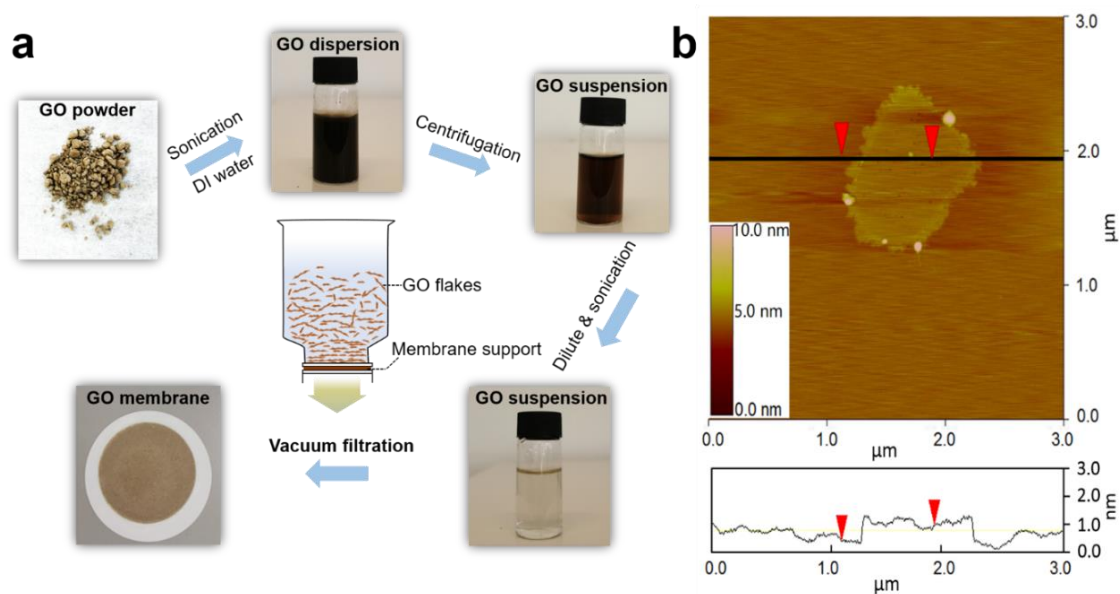 a
GO powder
Sonication
DI water
GO dispersion
Centrifugation
GO suspension
Dilute & sonication
GO suspension
GO flakes
Membrane support
Vacuum filtration
GO membrane
b
3.0
2.0
μm
1.0
0.0
10.0 nm
5.0 nm
0.0 nm
0.0
1.0
2.0
3.0
μm
3.0
2.0
nm
1.0
0.0
0.0
1.0
2.0
3.0
μm